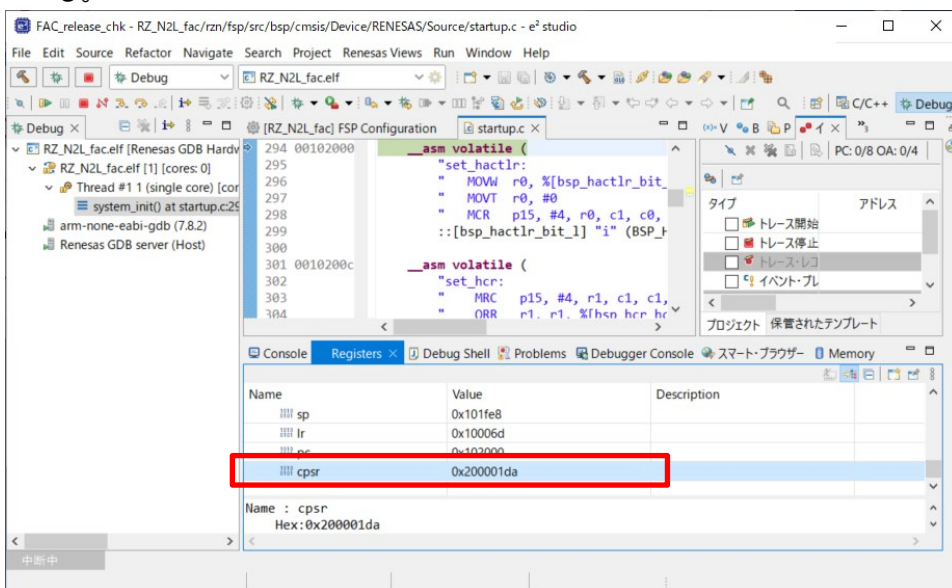 FAC_release_chk - RZ_N2L_fac/rzn/fsp/src/bsp/cmsis/Device/RENESAS/Source/startup.c - e² studio
File Edit Source Refactor Navigate Search Project Renesas Views Run Window Help
Debug RZ_N2L_fac.elf
C/C++ Debug
Debug [RZ_N2L_fac] FSP Configuration startup.c
RZ_N2L_fac.elf [Renesas GDB Hardw
RZ_N2L_fac.elf [1] [cores: 0]
Thread #1 1 (single core) [cor
system_init() at startup.c:29
arm-none-eabi-gdb (7.8.2)
Renesas GDB server (Host)
294 00102000 __asm volatile (
295 "set_hactlr:
296 " MOVW r0, %[bsp_hactlr_bit_
297 " MOVT r0, #0
298 " MCR p15, #4, r0, c1, c0,
299 ::[bsp_hactlr_bit_l] "i" (BSP_H
300
301 0010200c __asm volatile (
302 "set_hcr:
303 " MRC p15, #4, r1, c1, c1,
304 " ORR r1, r1, %[bsp_hcr_hc
V B P
PC: 0/8 OA: 0/4
タイプ アドレス
トレース開始
トレース停止
トレース・レコ
イベント・ブレ
プロジェクト 保管されたテンプレート
Console Registers Debug Shell Problems Debugger Console スマート・ブラウザー Memory
Name Value Description
sp 0x101fe8
lr 0x10006d
pc 0x102000
cpsr 0x200001da
Name : cpsr
Hex:0x200001da
中断中